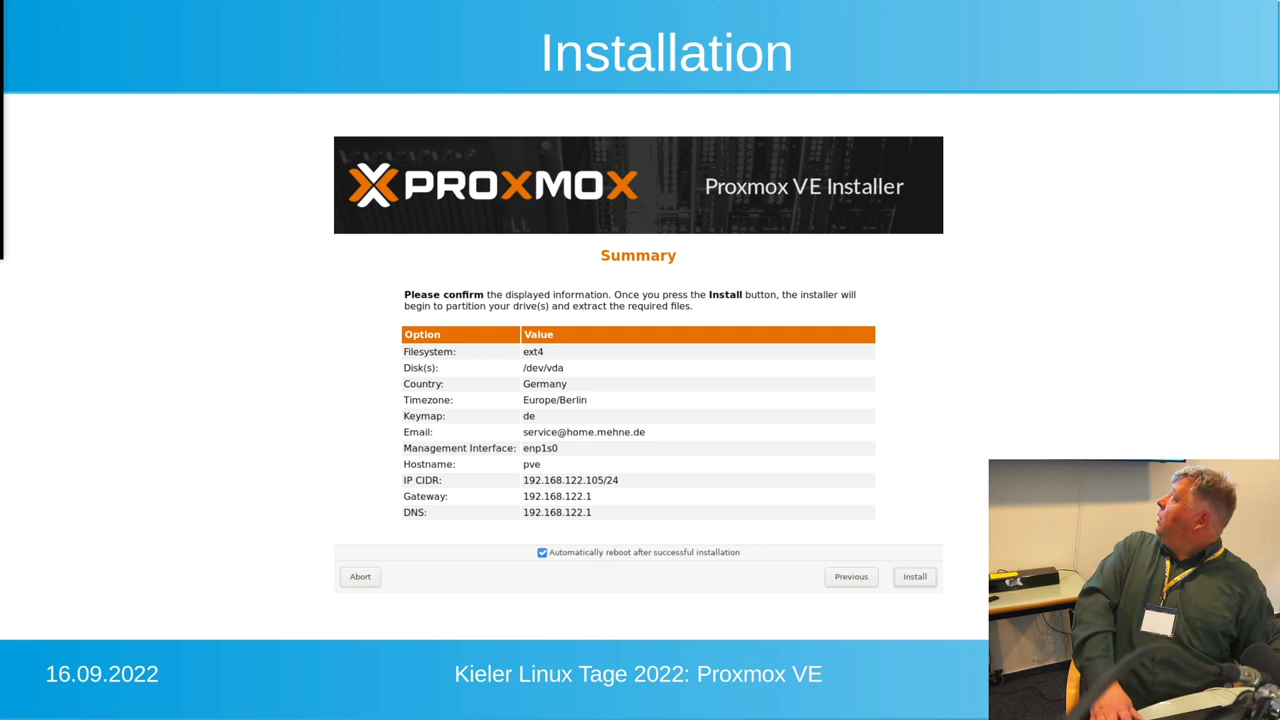 Installation
PROXMOX
Proxmox VE Installer
Summary
Please confirm the displayed information. Once you press the Install button, the installer will
begin to partition your drive(s) and extract the required files.
Option Value
Filesystem: ext4
Disk(s): /dev/vda
Country: Germany
Timezone: Europe/Berlin
Keymap: de
Email: service@home.mehne.de
Management Interface: enp1s0
Hostname: pve
IP CIDR: 192.168.122.105/24
Gateway: 192.168.122.1
DNS: 192.168.122.1
Automatically reboot after successful installation
Abort Previous Install
16.09.2022 Kieler Linux Tage 2022: Proxmox VE